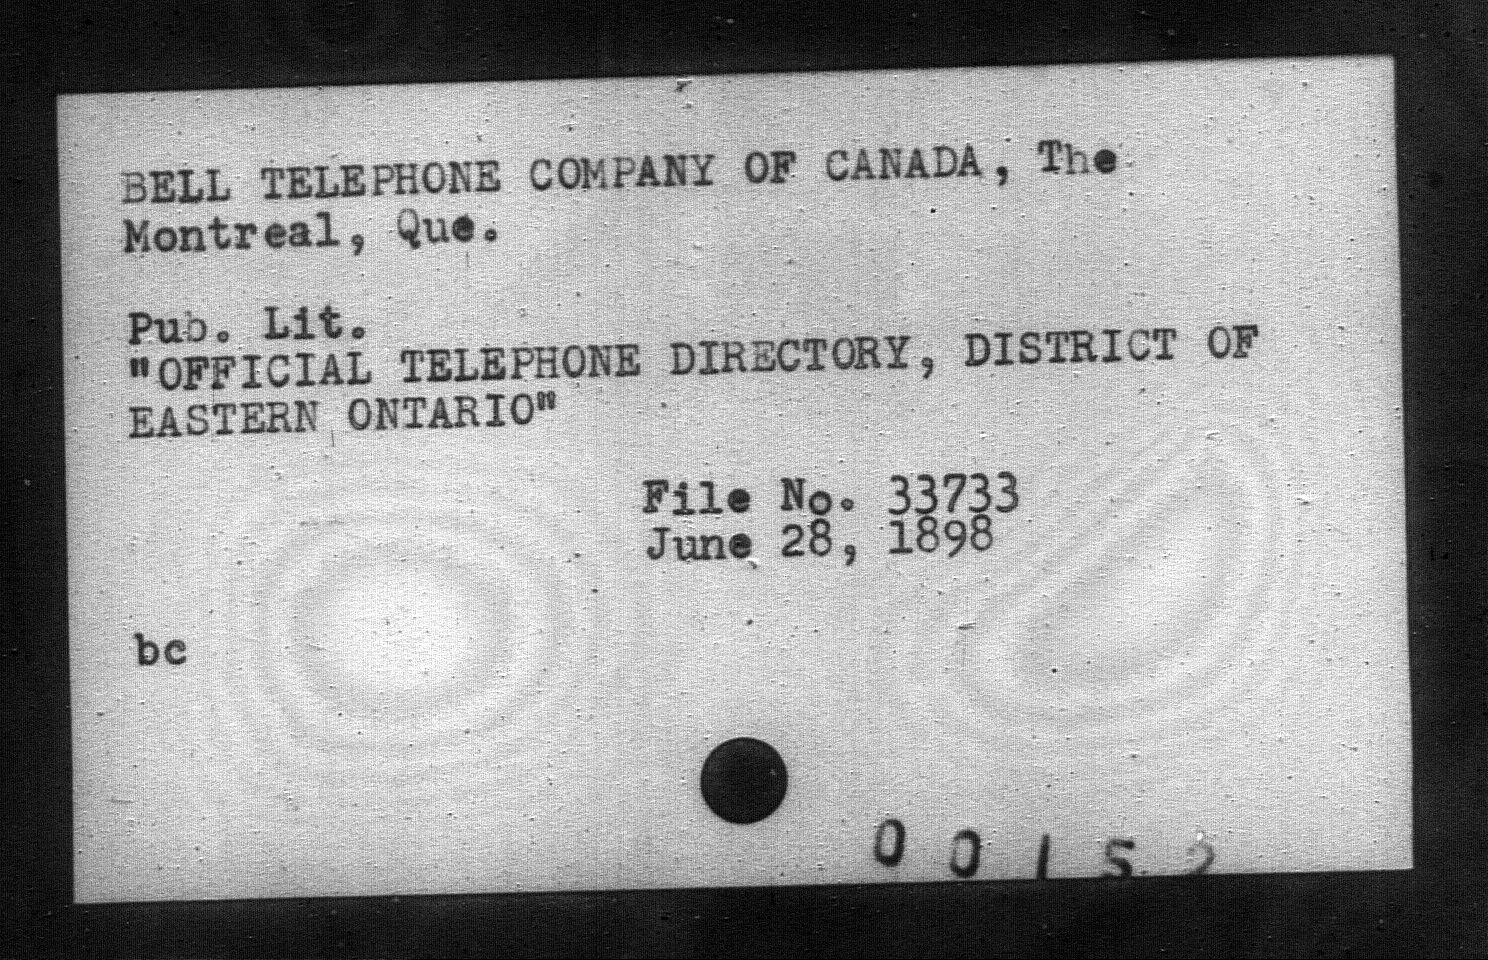 BELL TELEPHONE COMPANY OF CANADA, The
Montreal, Que.
Pub. Lit.
"OFFICIAL TELEPHONE DIRECTORY, DISTRICT OF
EASTERN ONTARIO"
File No. 33733
June 28, 1898
bc